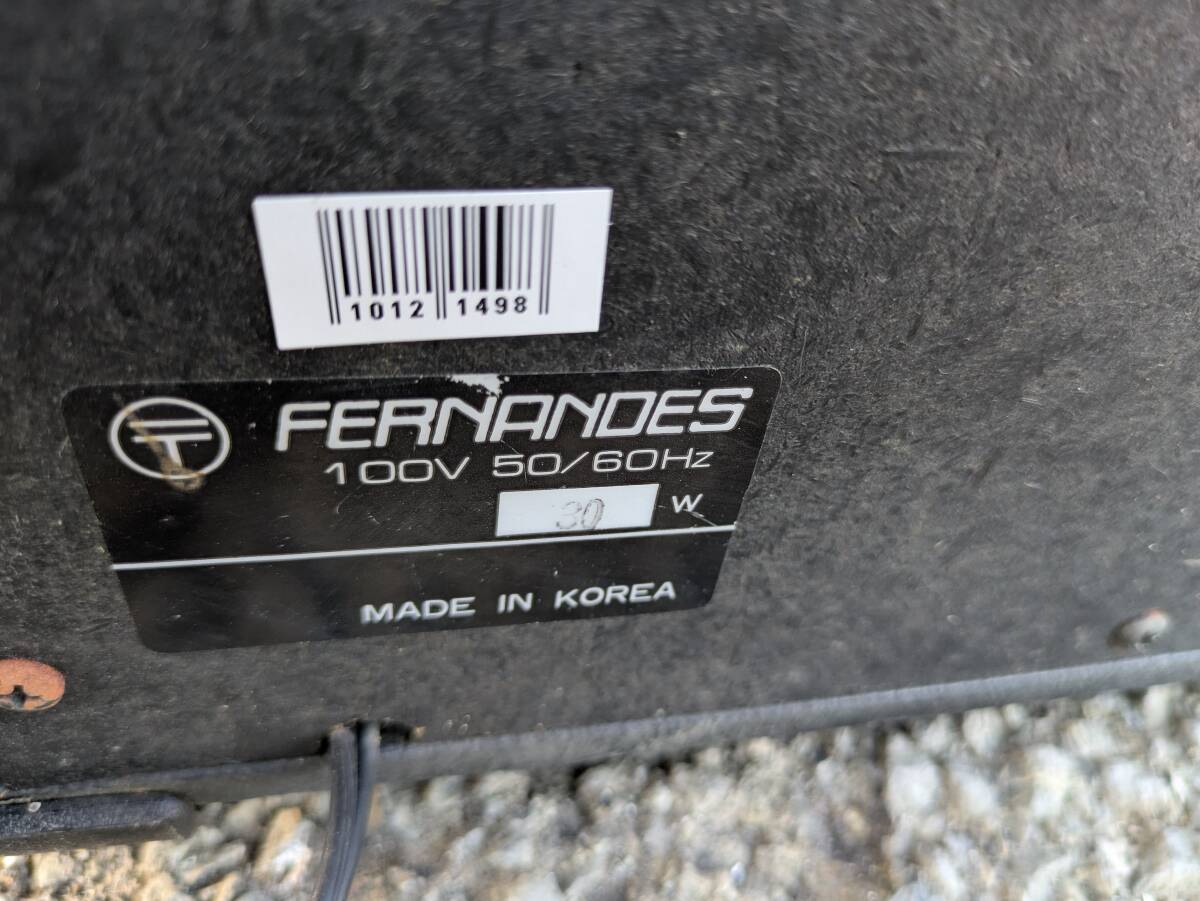 1012 1498
FERNANDES
100V 50/60Hz
30 W
MADE IN KOREA